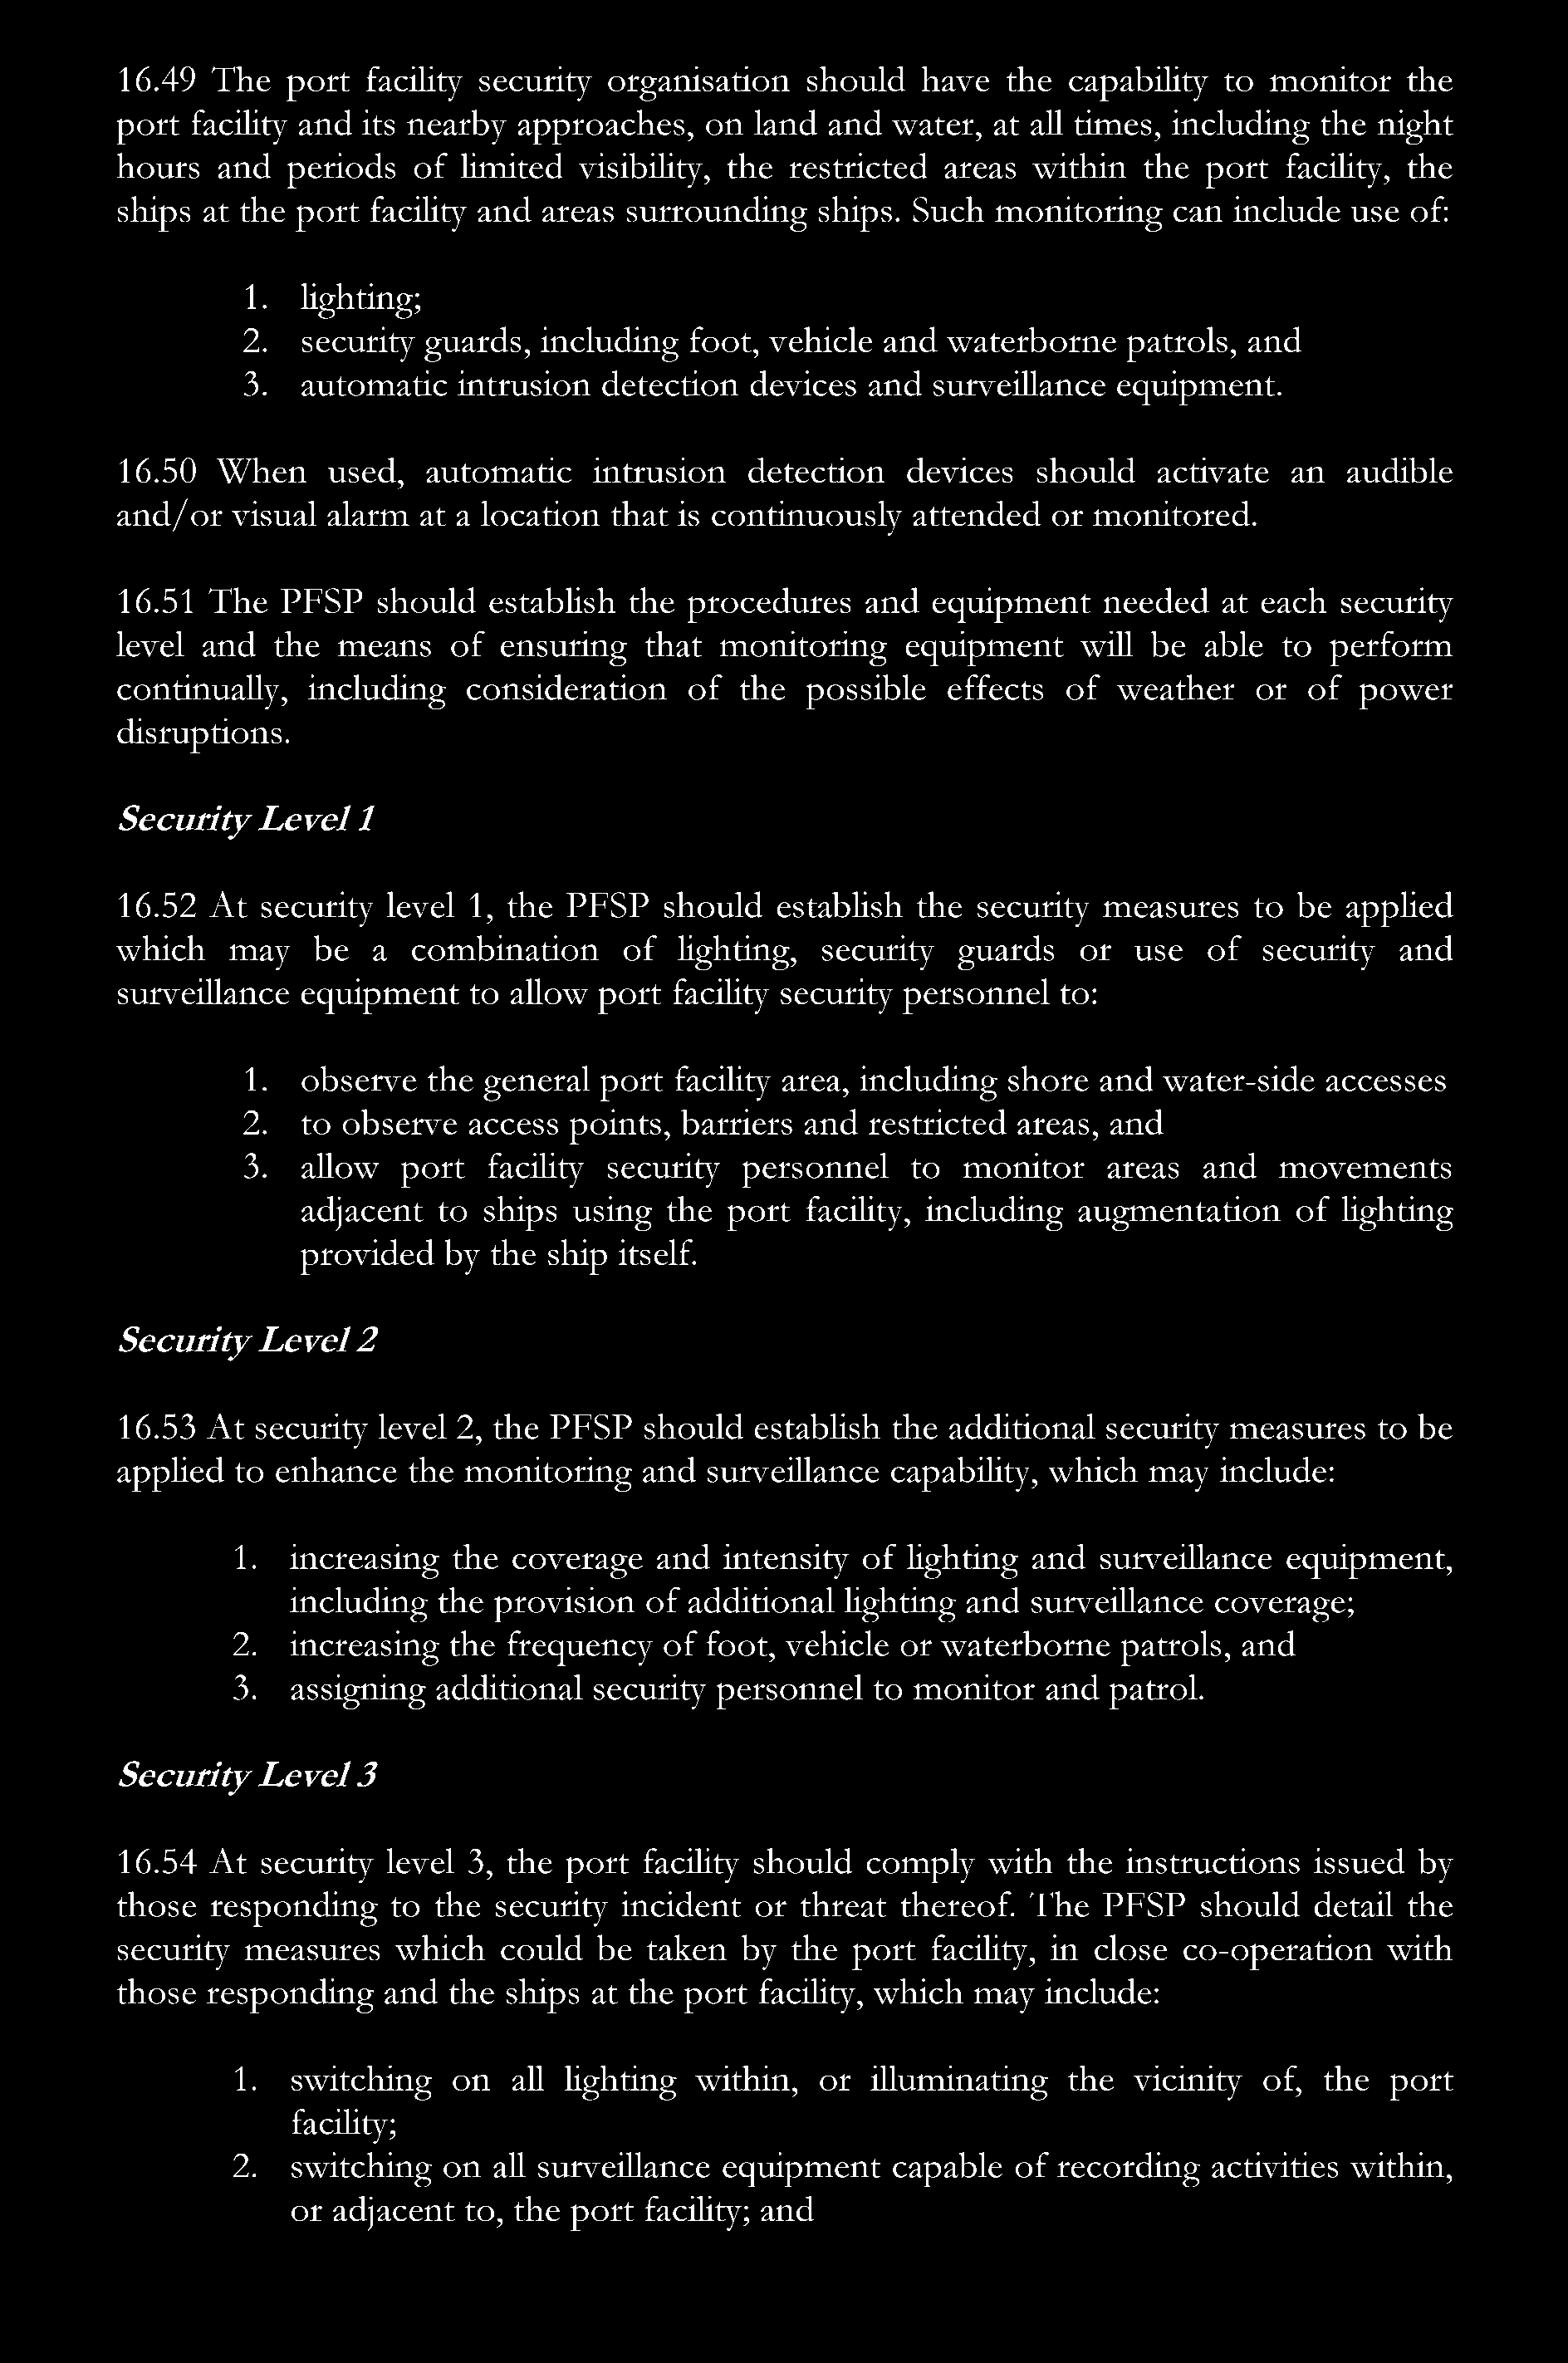 16.49 The port facility security organisation should have the capability to monitor the
port facility and its nearby approaches, on land and water, at all times, including the night
hours and periods of limited visibility, the restricted areas within the port facility, the
ships at the port facility and areas surrounding ships. Such monitoring can include use of:
1. lighting;
2. security guards, including foot, vehicle and waterborne patrols, and
3. automatic intrusion detection devices and surveillance equipment.
16.50 When used, automatic intrusion detection devices should activate an audible
and/or visual alarm at a location that is continuously attended or monitored.
16.51 The PFSP should establish the procedures and equipment needed at each security
level and the means of ensuring that monitoring equipment will be able to perform
continually, including consideration of the possible effects of weather or of power
disruptions.
Security Level 1
16.52 At security level 1, the PFSP should establish the security measures to be applied
which may be a combination of lighting, security guards or use of security and
surveillance equipment to allow port facility security personnel to:
1. observe the general port facility area, including shore and water-side accesses
2. to observe access points, barriers and restricted areas, and
3. allow port facility security personnel to monitor areas and movements
adjacent to ships using the port facility, including augmentation of lighting
provided by the ship itself.
Security Level 2
16.53 At security level 2, the PFSP should establish the additional security measures to be
applied to enhance the monitoring and surveillance capability, which may include:
1. increasing the coverage and intensity of lighting and surveillance equipment,
including the provision of additional lighting and surveillance coverage;
2. increasing the frequency of foot, vehicle or waterborne patrols, and
3. assigning additional security personnel to monitor and patrol.
Security Level 3
16.54 At security level 3, the port facility should comply with the instructions issued by
those responding to the security incident or threat thereof. The PFSP should detail the
security measures which could be taken by the port facility, in close co-operation with
those responding and the ships at the port facility, which may include:
1. switching on all lighting within, or illuminating the vicinity of, the port
facility;
2. switching on all surveillance equipment capable of recording activities within,
or adjacent to, the port facility; and